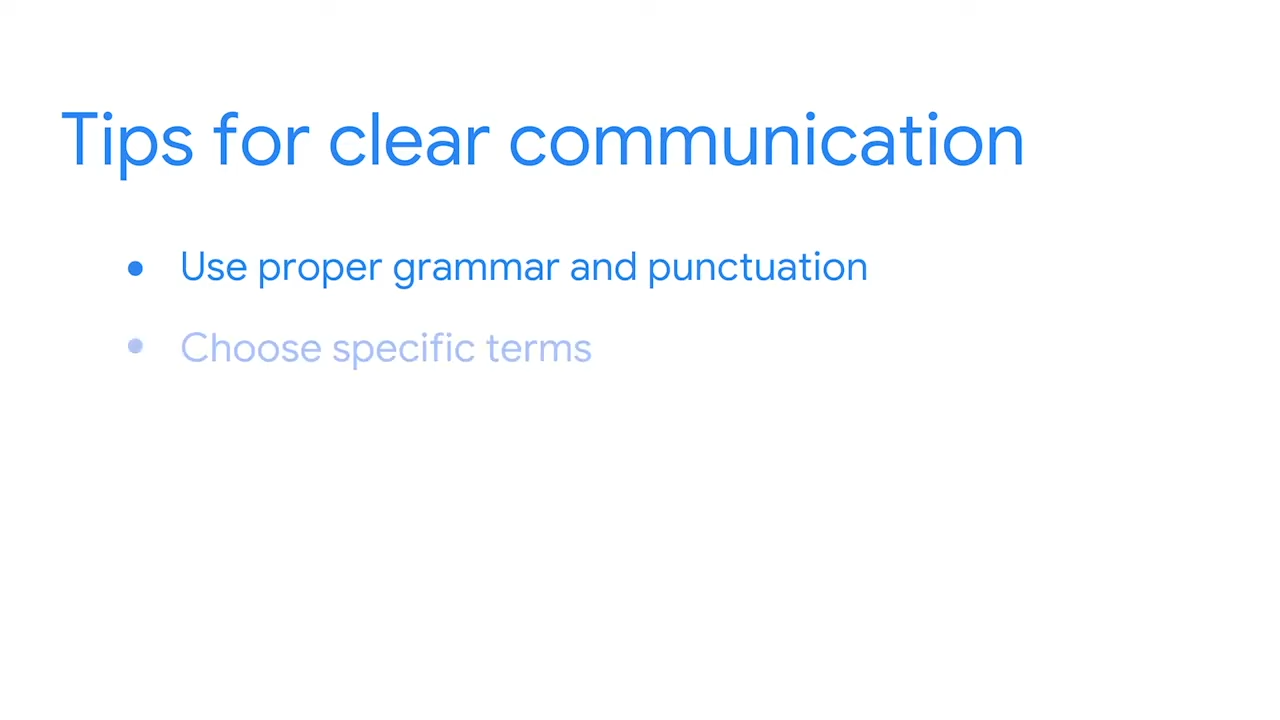 Tips for clear communication
• Use proper grammar and punctuation
• Choose specific terms